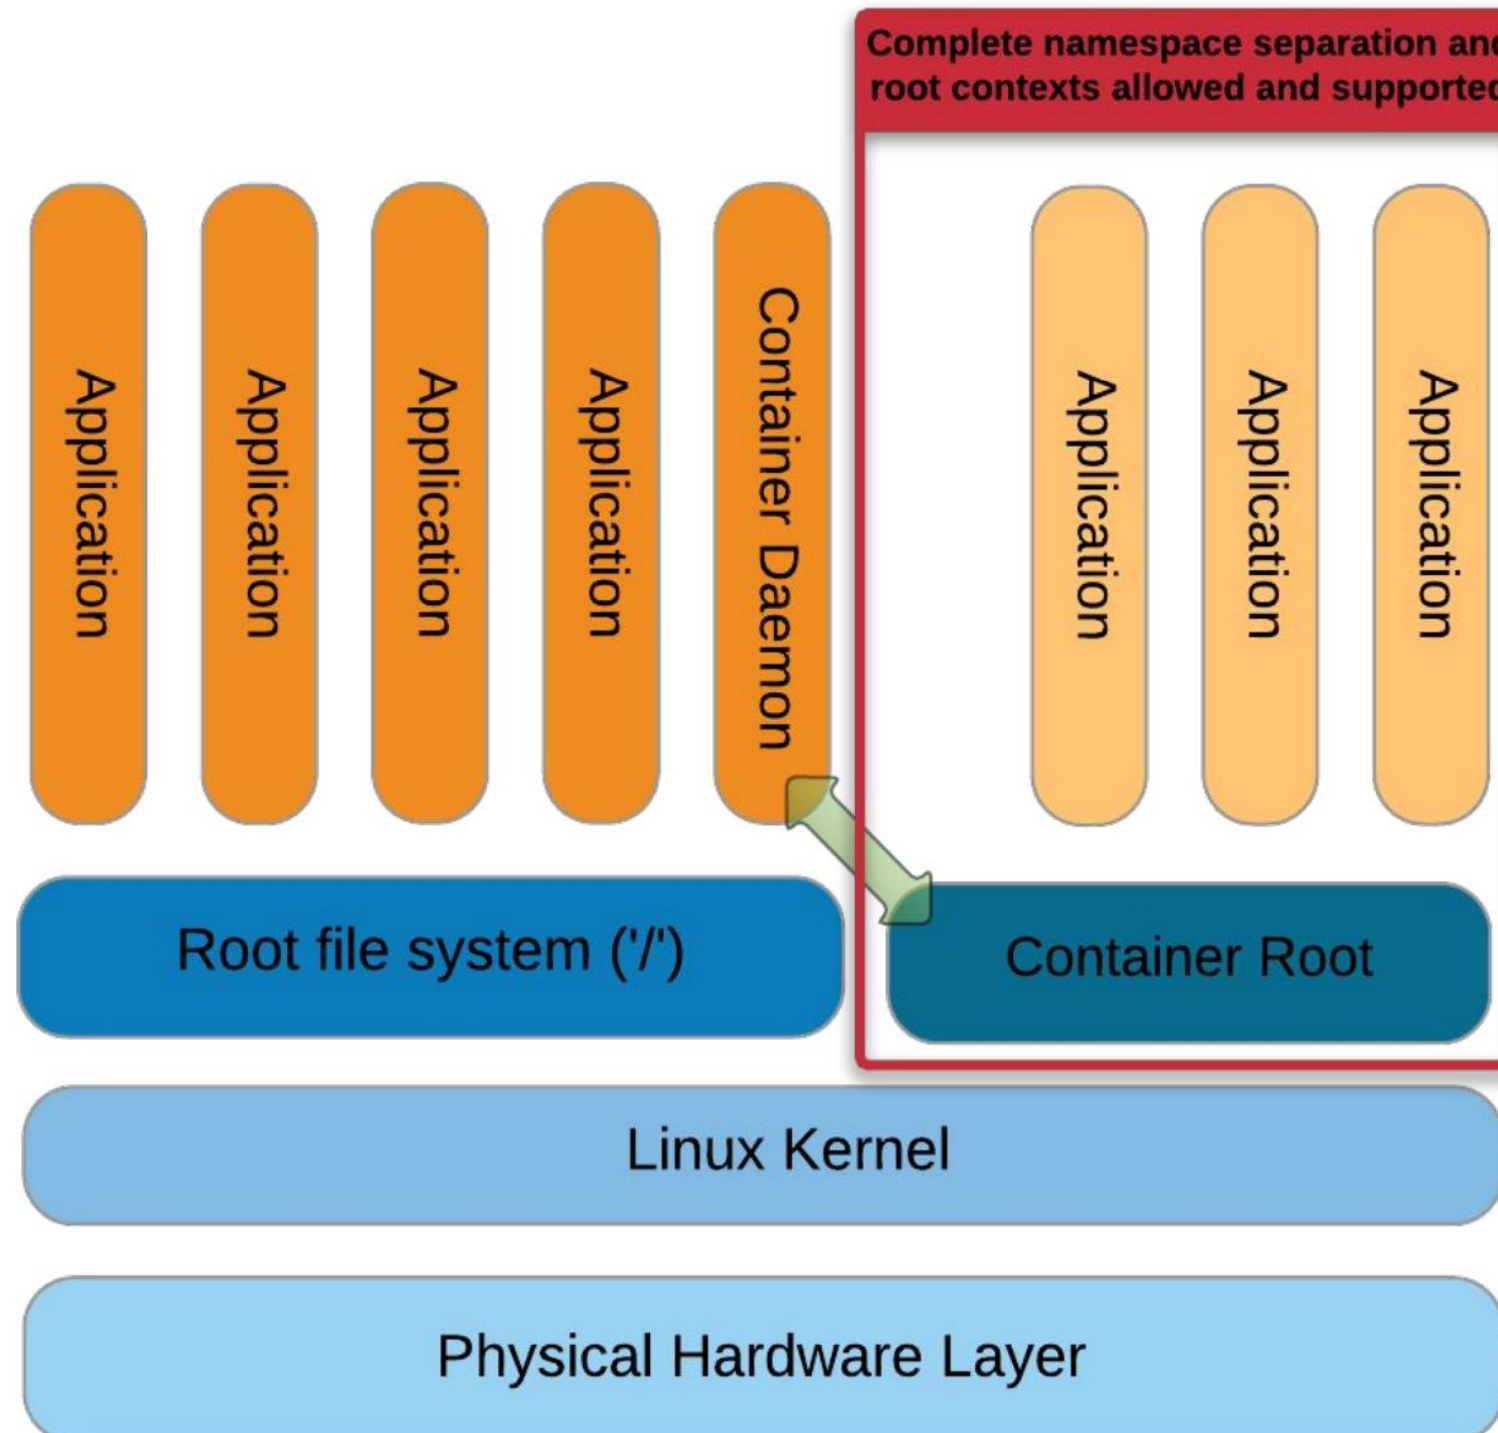 Complete namespace separation and
root contexts allowed and supported
Application
Application
Application
Application
Container Daemon
Application
Application
Application
Root file system ('/')
Container Root
Linux Kernel
Physical Hardware Layer